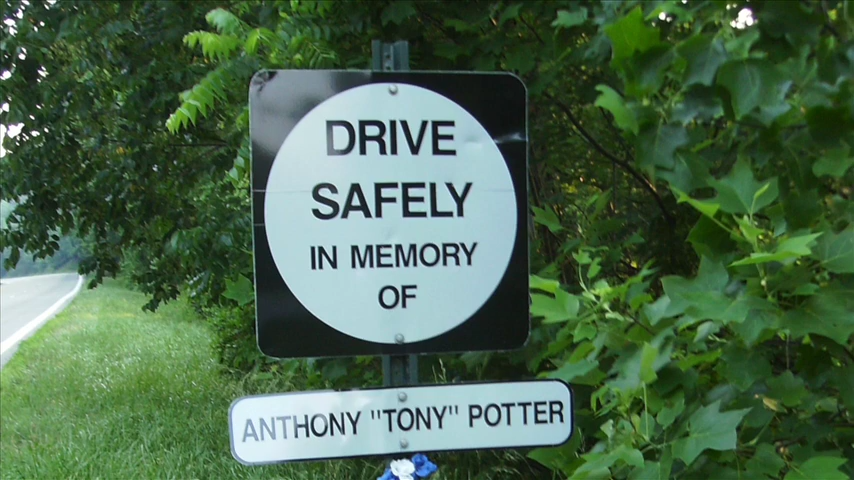 DRIVE
SAFELY
IN MEMORY
OF
ANTHONY "TONY" POTTER